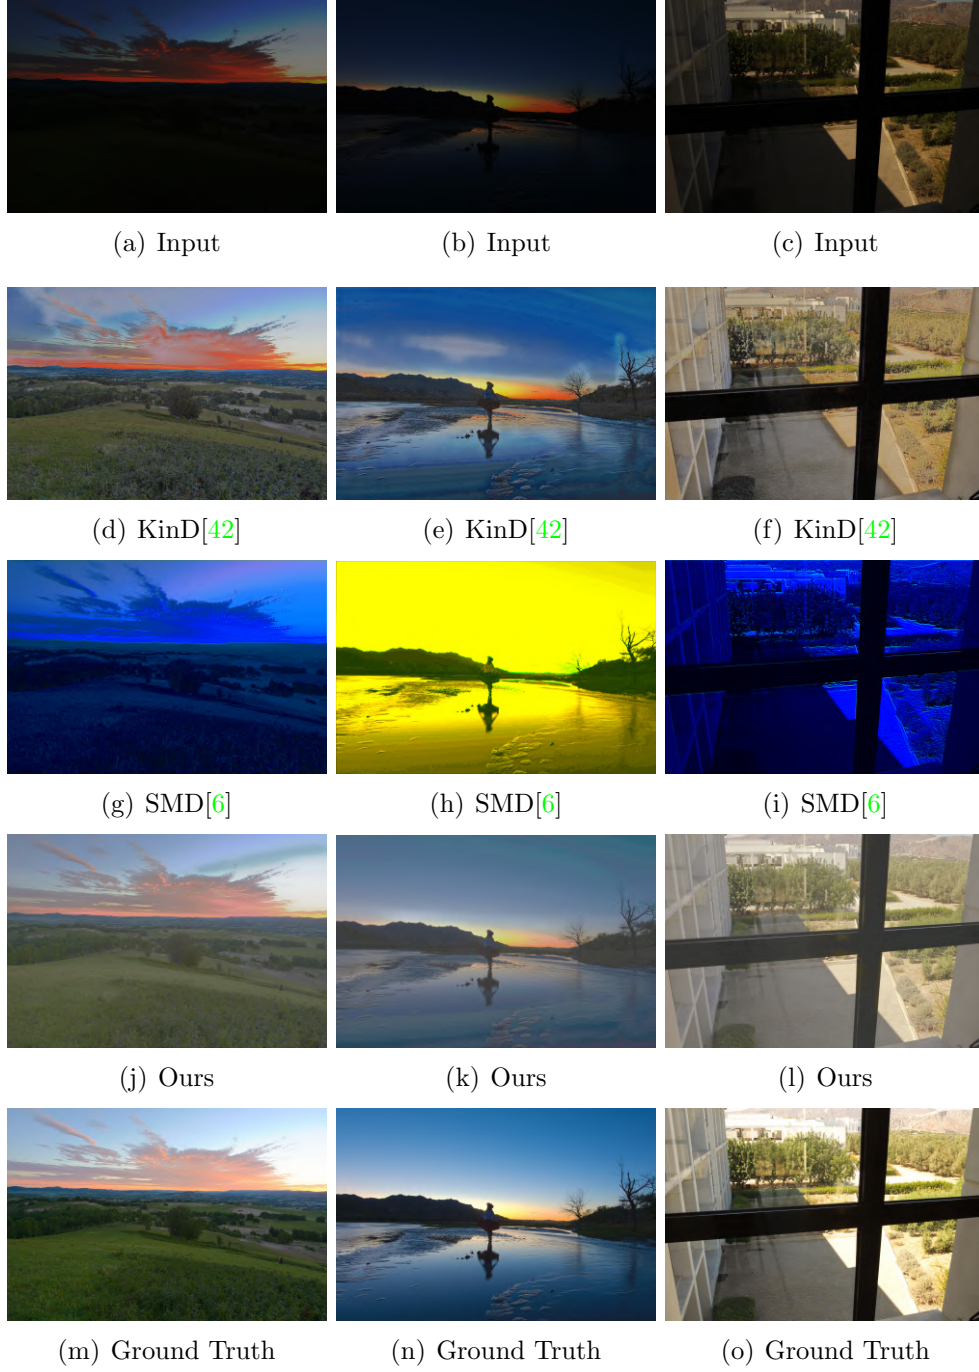 (a) Input
(b) Input
(c) Input
(d) KinD[42]
(e) KinD[42]
(f) KinD[42]
(g) SMD[6]
(h) SMD[6]
(i) SMD[6]
(j) Ours
(k) Ours
(l) Ours
(m) Ground Truth
(n) Ground Truth
(o) Ground Truth